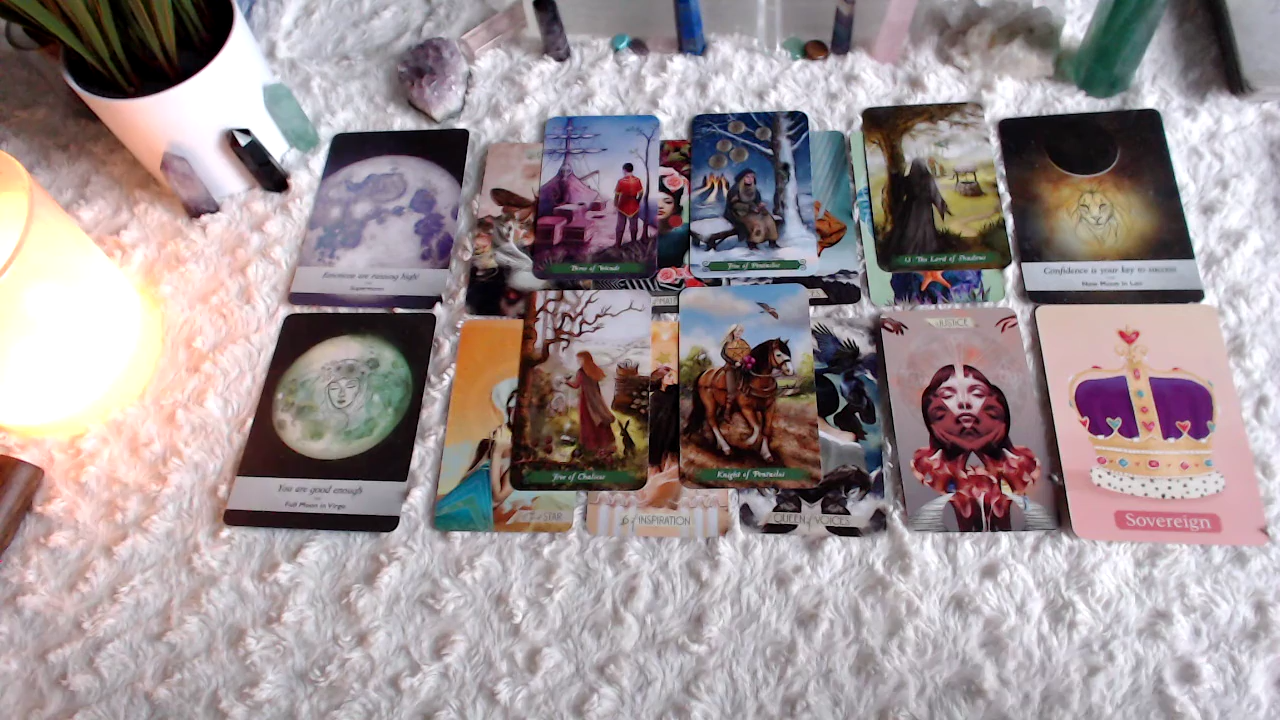 Emotions are running high
Supermoon
Three of Wands
Five of Pentacles
13 The Lord of Shadows
Confidence is your key to success
New Moon in Leo
You are good enough
Full Moon in Virgo
STAR
Five of Chalices
INSPIRATION
Knight of Pentacles
QUEEN of VOICES
JUSTICE
Sovereign